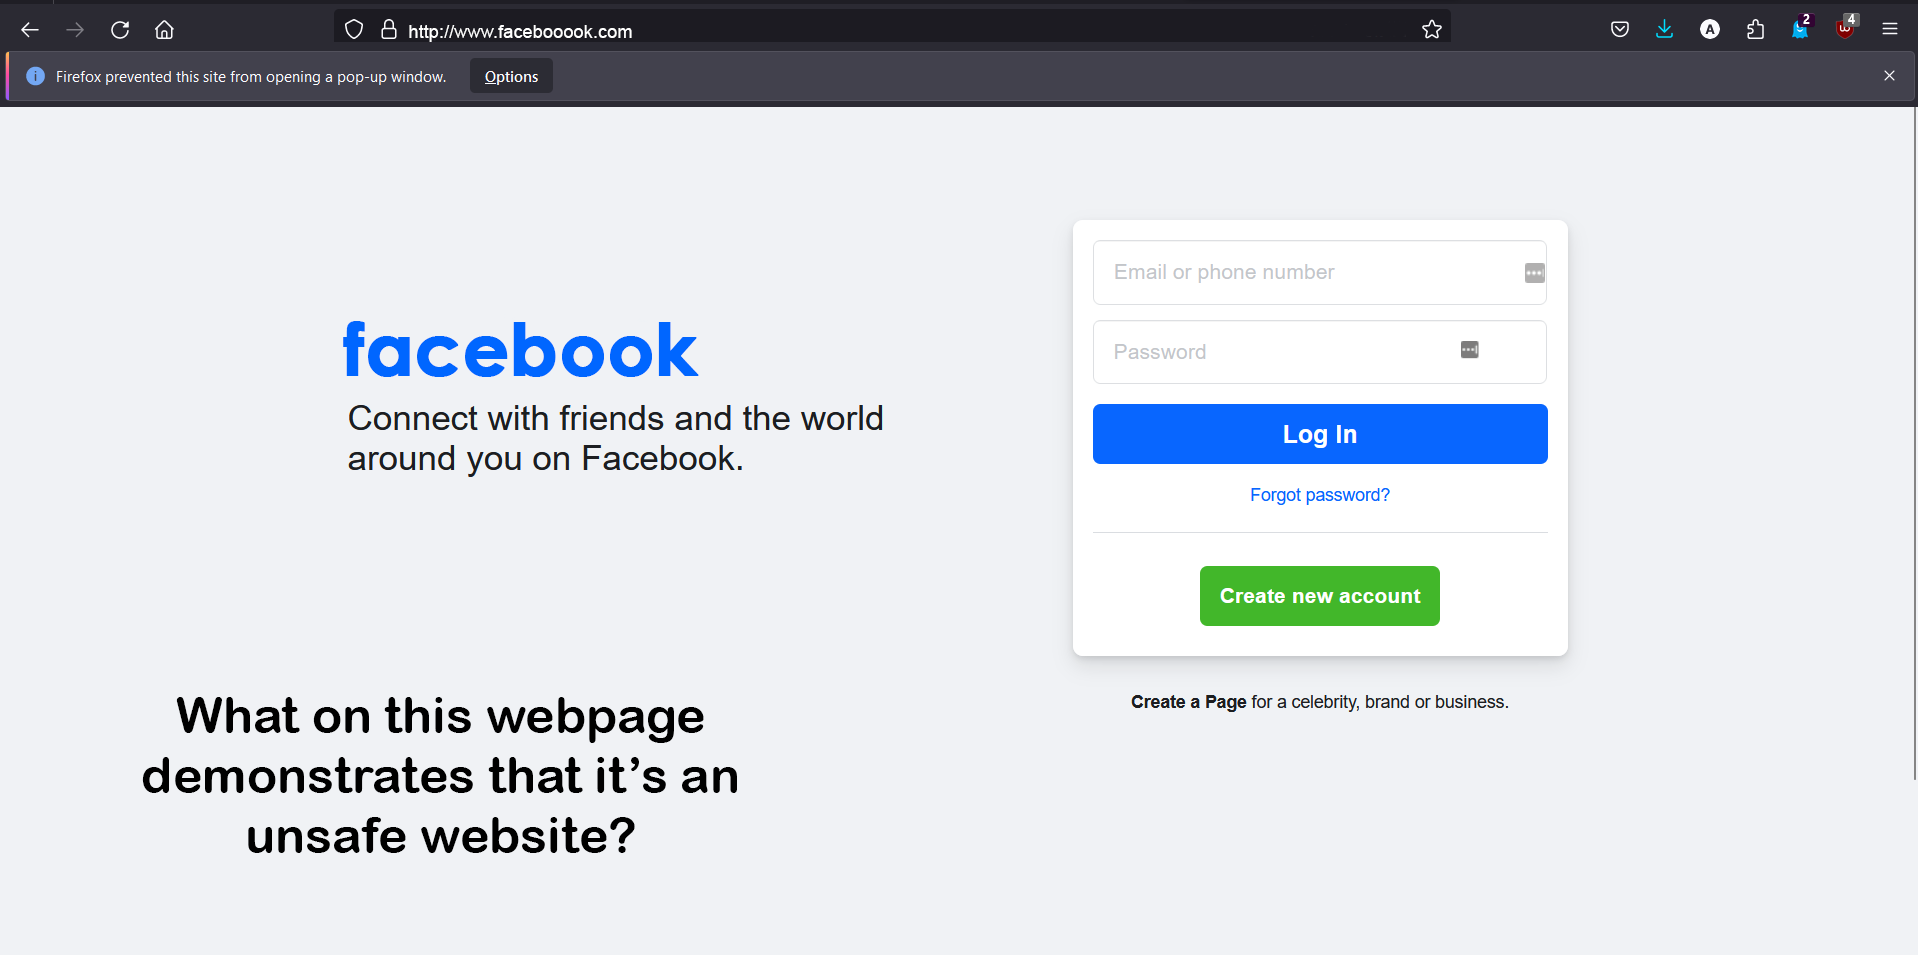 http://www.facebooook.com
2
4
Firefox prevented this site from opening a pop-up window.
Options
Email or phone number
facebook
Password
Connect with friends and the world
around you on Facebook.
Log In
Forgot password?
Create new account
Create a Page for a celebrity, brand or business.
What on this webpage
demonstrates that it’s an
unsafe website?